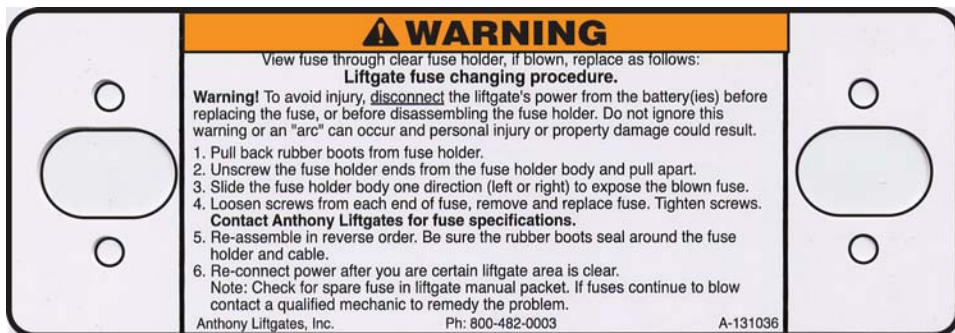 WARNING
View fuse through clear fuse holder, if blown, replace as follows:
Liftgate fuse changing procedure.
Warning! To avoid injury, disconnect the liftgate's power from the battery(ies) before
replacing the fuse, or before disassembling the fuse holder. Do not ignore this
warning or an "arc" can occur and personal injury or property damage could result.
1. Pull back rubber boots from fuse holder.
2. Unscrew the fuse holder ends from the fuse holder body and pull apart.
3. Slide the fuse holder body one direction (left or right) to expose the blown fuse.
4. Loosen screws from each end of fuse, remove and replace fuse. Tighten screws.
Contact Anthony Liftgates for fuse specifications.
5. Re-assemble in reverse order. Be sure the rubber boots seal around the fuse
holder and cable.
6. Re-connect power after you are certain liftgate area is clear.
Note: Check for spare fuse in liftgate manual packet. If fuses continue to blow
contact a qualified mechanic to remedy the problem.
Anthony Liftgates, Inc. Ph: 800-482-0003 A-131036